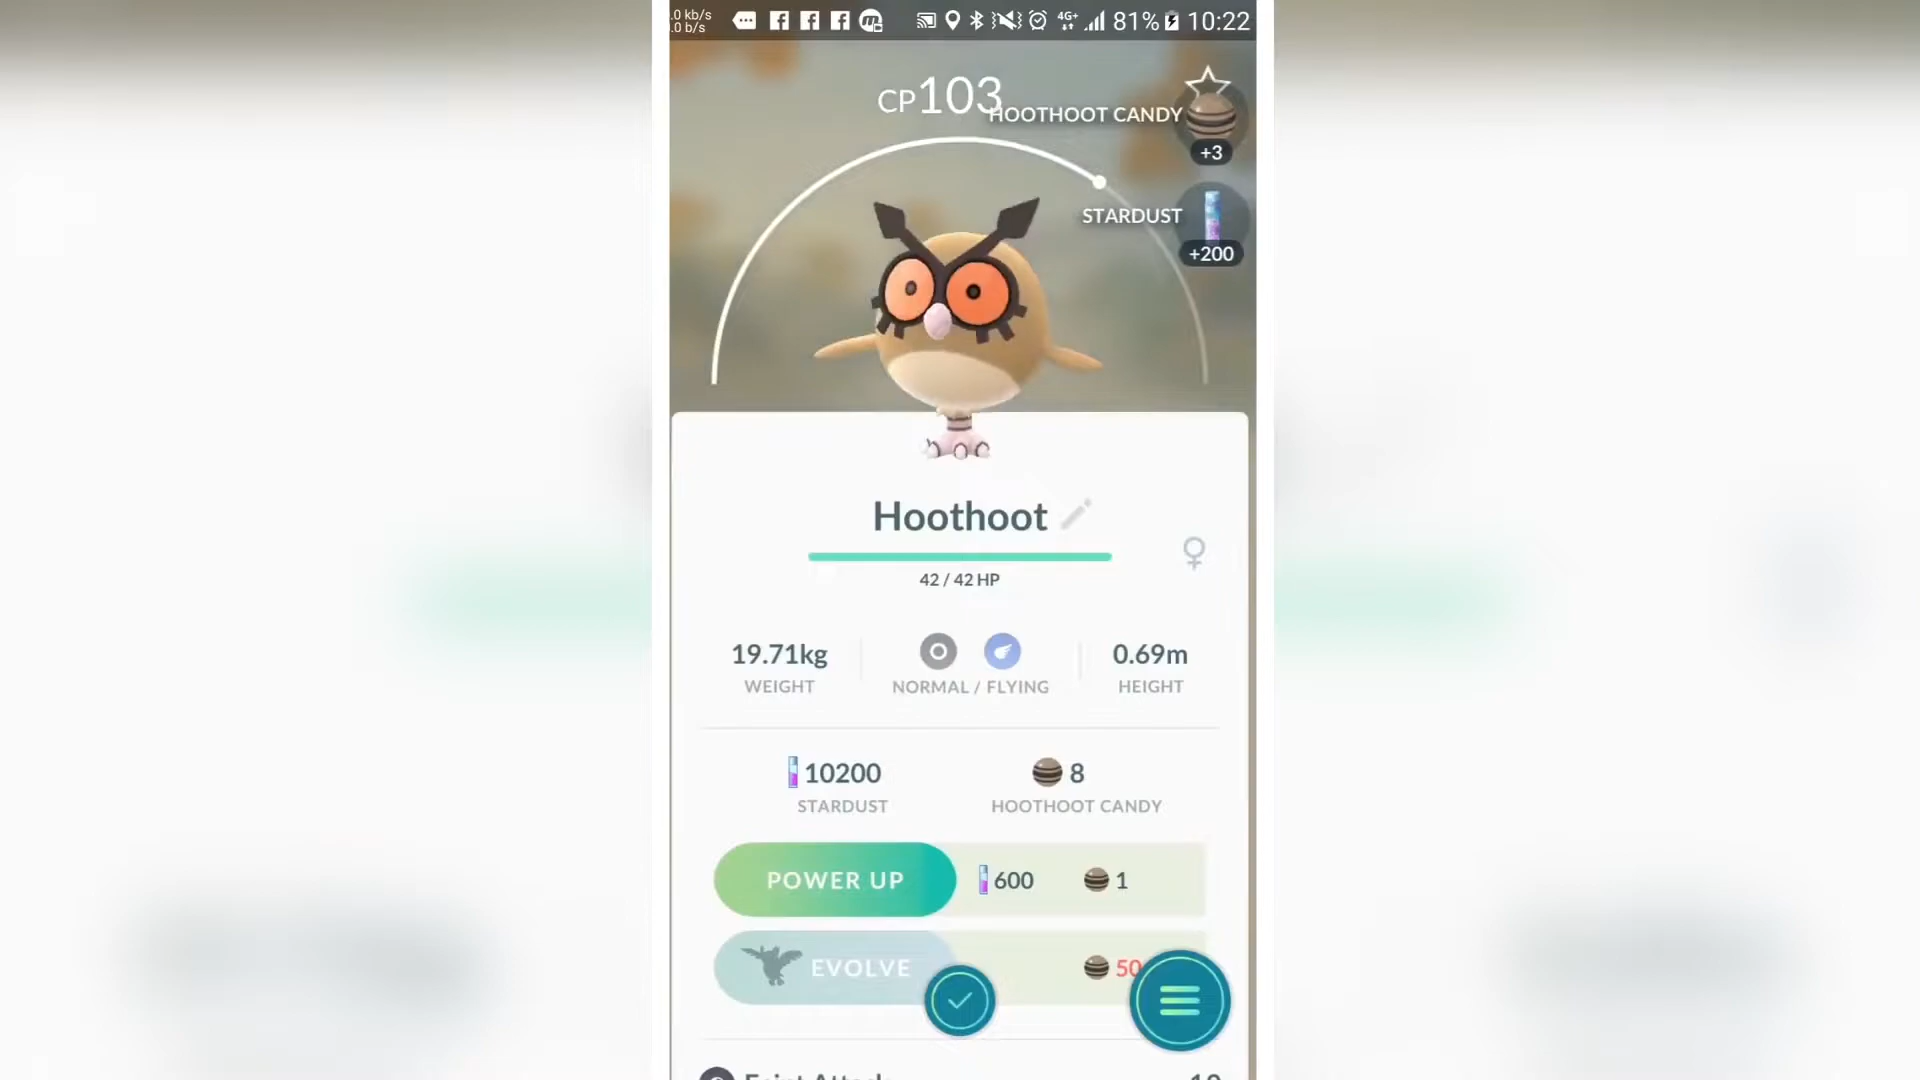 .0 kb/s
.0 b/s
4G+
81%
10:22
CP103
HOOTHOOT CANDY
+3
STARDUST
+200
Hoothoot
42 / 42 HP
19.71kg
WEIGHT
NORMAL / FLYING
0.69m
HEIGHT
10200
STARDUST
8
HOOTHOOT CANDY
POWER UP
600
1
EVOLVE
50